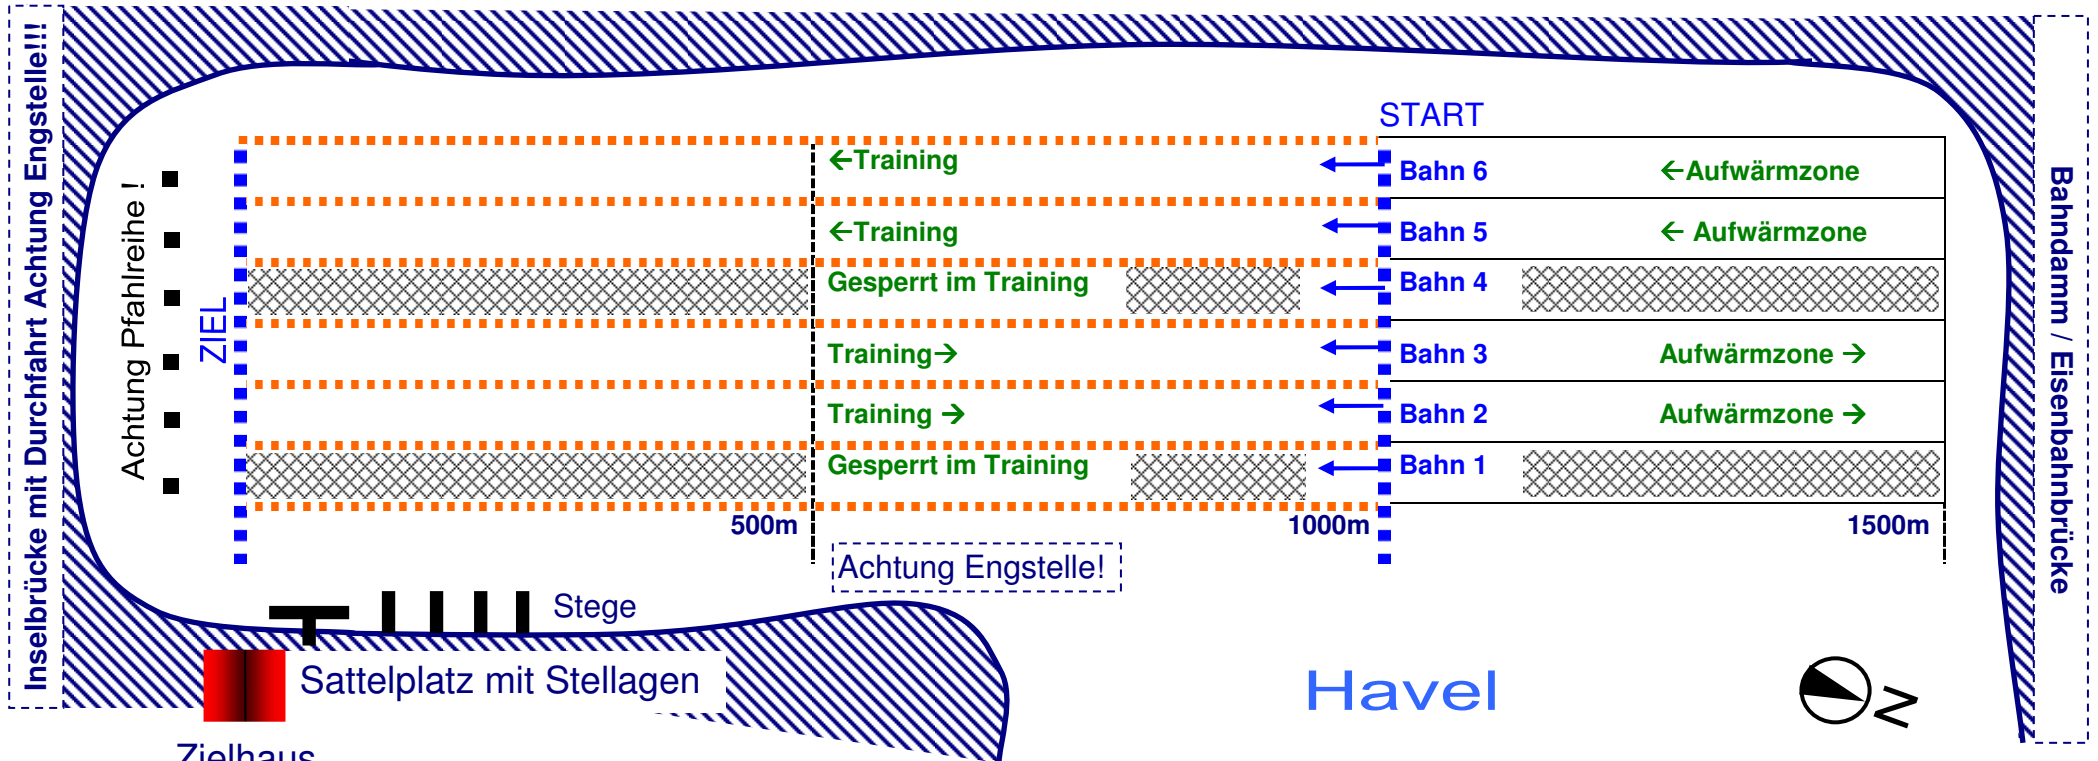 Inselbrücke mit Durchfahrt Achtung Engstelle!!!
Achtung Pfahlreihe !
ZIEL
START
←Training
Bahn 6
←Aufwärmzone
←Training
Bahn 5
← Aufwärmzone
Gesperrt im Training
Bahn 4
Training→
Bahn 3
Aufwärmzone →
Training →
Bahn 2
Aufwärmzone →
Gesperrt im Training
Bahn 1
500m
1000m
1500m
Achtung Engstelle!
Stege
Sattelplatz mit Stellagen
Havel
N
Zielhaus
Bahndamm / Eisenbahnbrücke